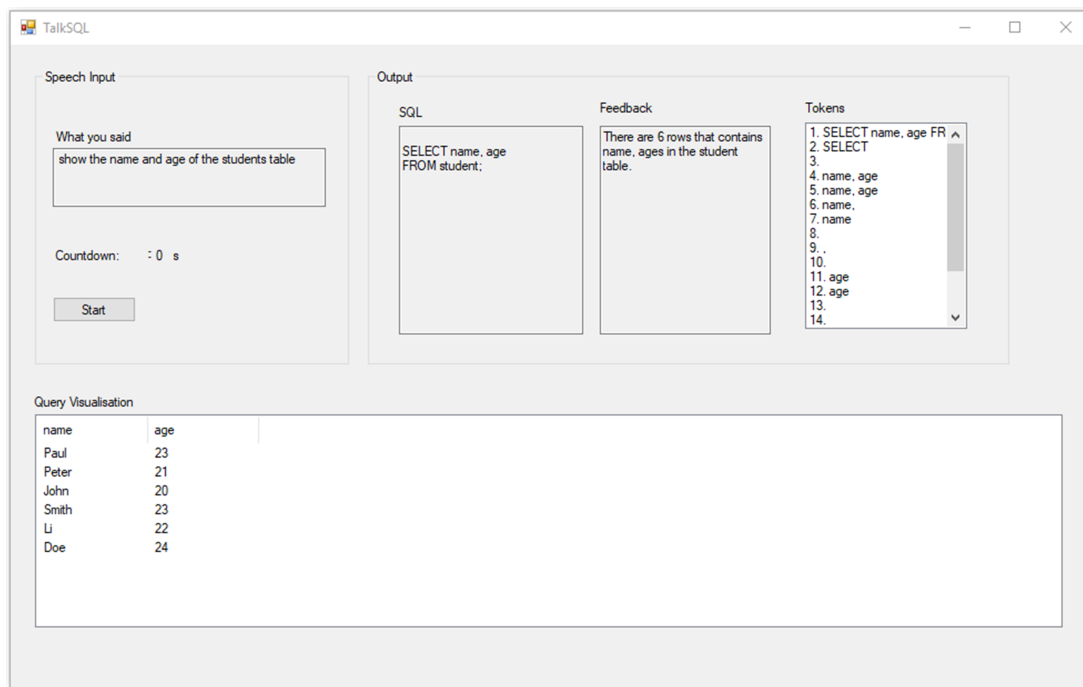 TalkSQL
Speech Input
What you said
show the name and age of the students table
Countdown: : 0 s
Start
Output
SQL
SELECT name, age
FROM student;
Feedback
There are 6 rows that contains
name, ages in the student
table.
Tokens
1. SELECT name, age FR
2. SELECT
3.
4. name, age
5. name, age
6. name,
7. name
8.
9. ,
10.
11. age
12. age
13.
14.
Query Visualisation
name age
Paul 23
Peter 21
John 20
Smith 23
Li 22
Doe 24